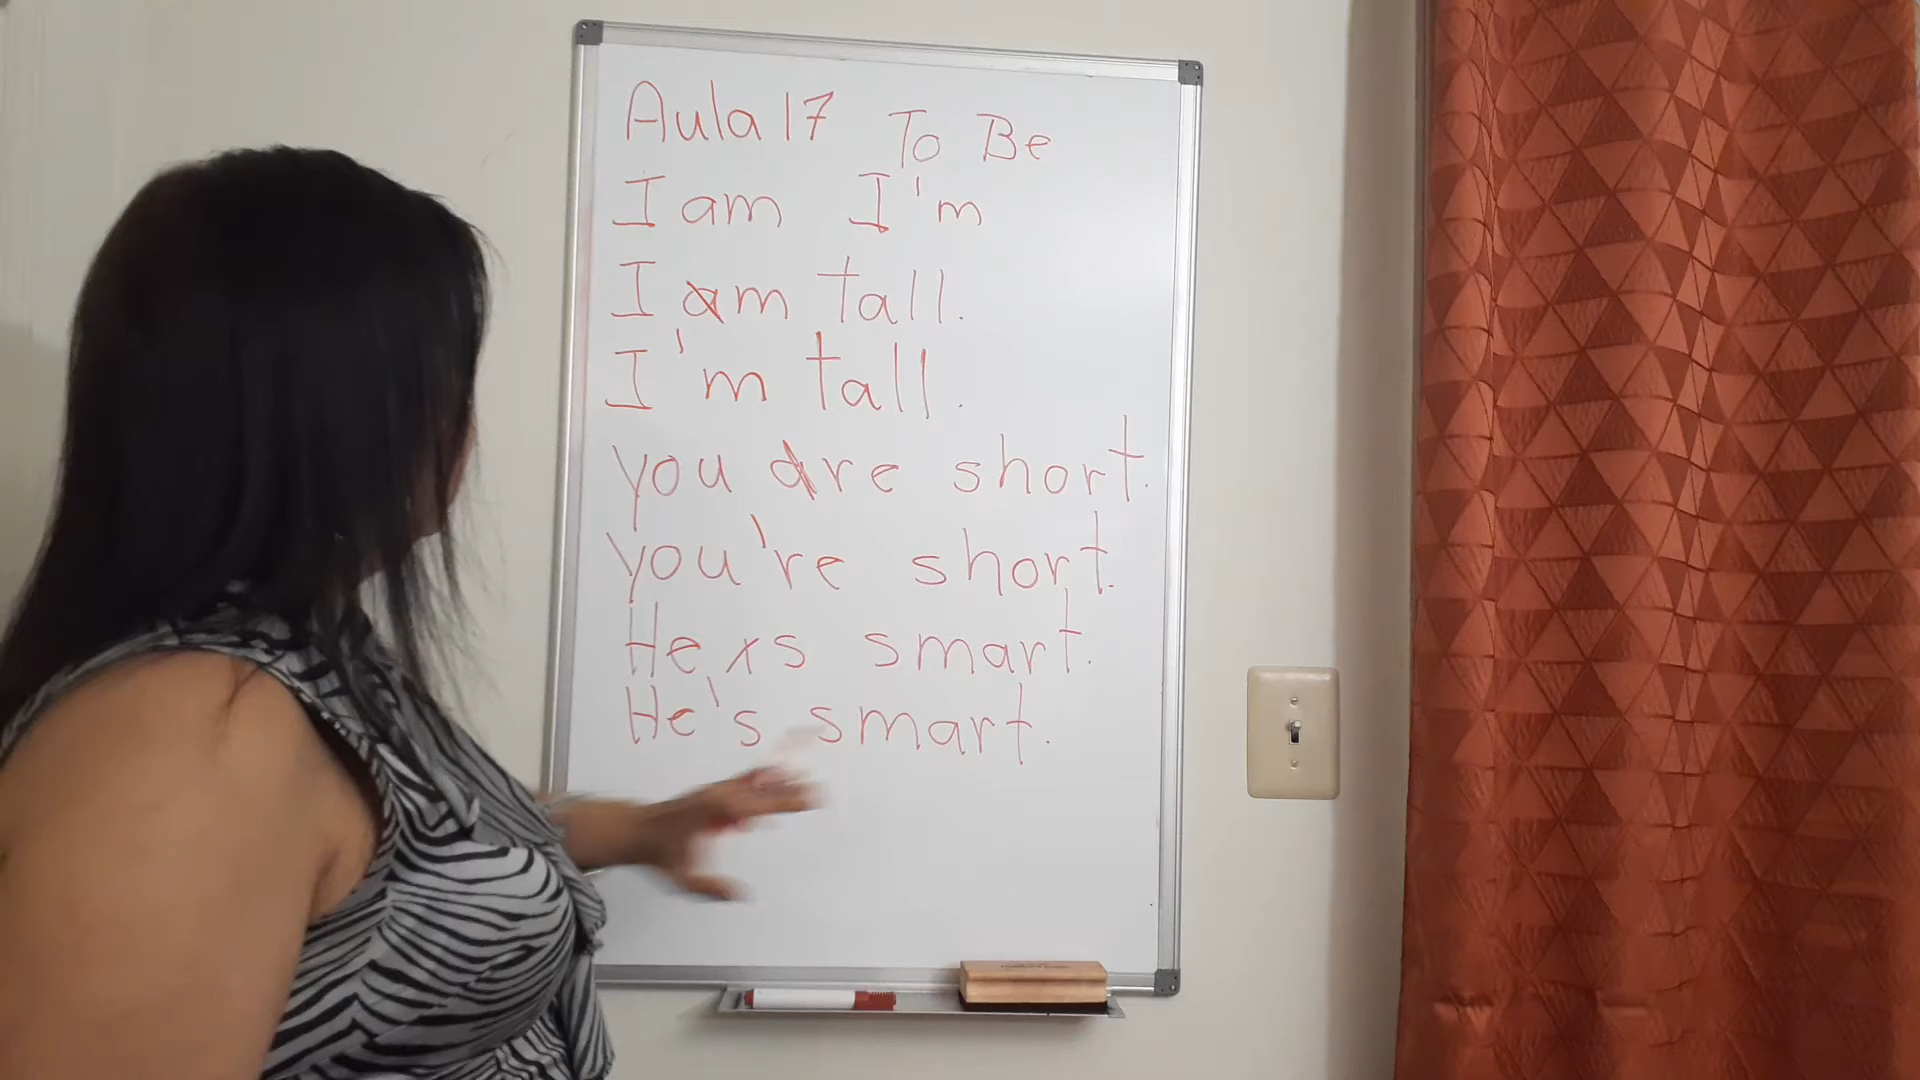 Aula 17 To Be
I am I'm
I am tall.
I'm tall.
you are short.
you're short.
He is smart.
He's smart.